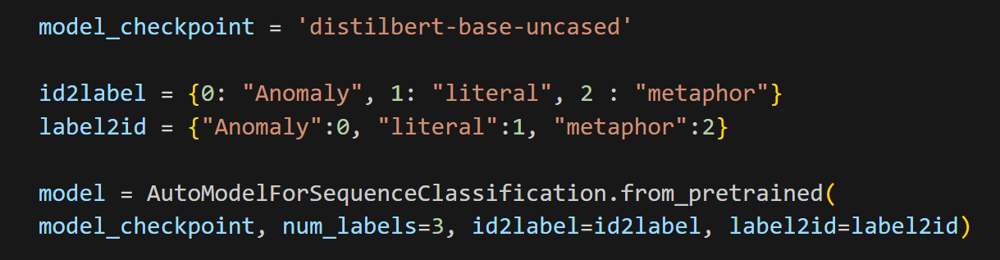 model_checkpoint = 'distilbert-base-uncased'
id2label = {0: "Anomaly", 1: "literal", 2 : "metaphor"}
label2id = {"Anomaly":0, "literal":1, "metaphor":2}
model = AutoModelForSequenceClassification.from_pretrained(
model_checkpoint, num_labels=3, id2label=id2label, label2id=label2id)